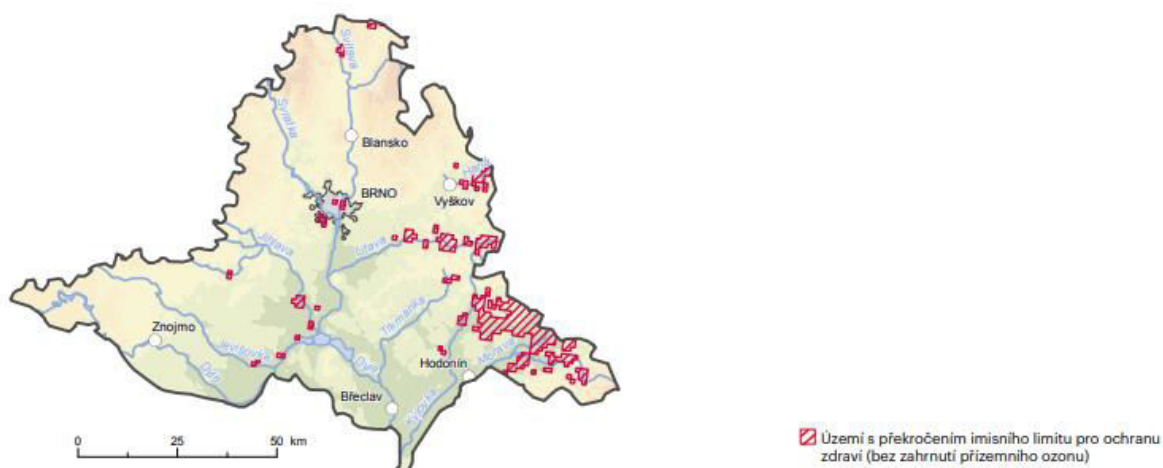 Svitava
Svratka
Blansko
Haná
BRNO
Vyškov
Jihlava
Litava
Trkmanka
Znojmo
Jevišovka
Hodonín
Morava
Dyje
Dyje
Břeclav
Kyjovka
0 25 50 km
Území s překročením imisního limitu pro ochranu
zdraví (bez zahrnutí přízemního ozonu)